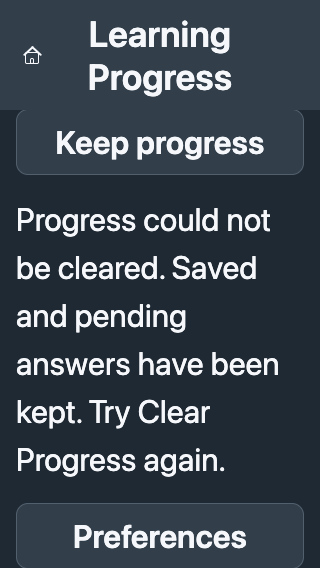 Learning
Progress
Keep progress
Progress could not
be cleared. Saved
and pending
answers have been
kept. Try Clear
Progress again.
Preferences